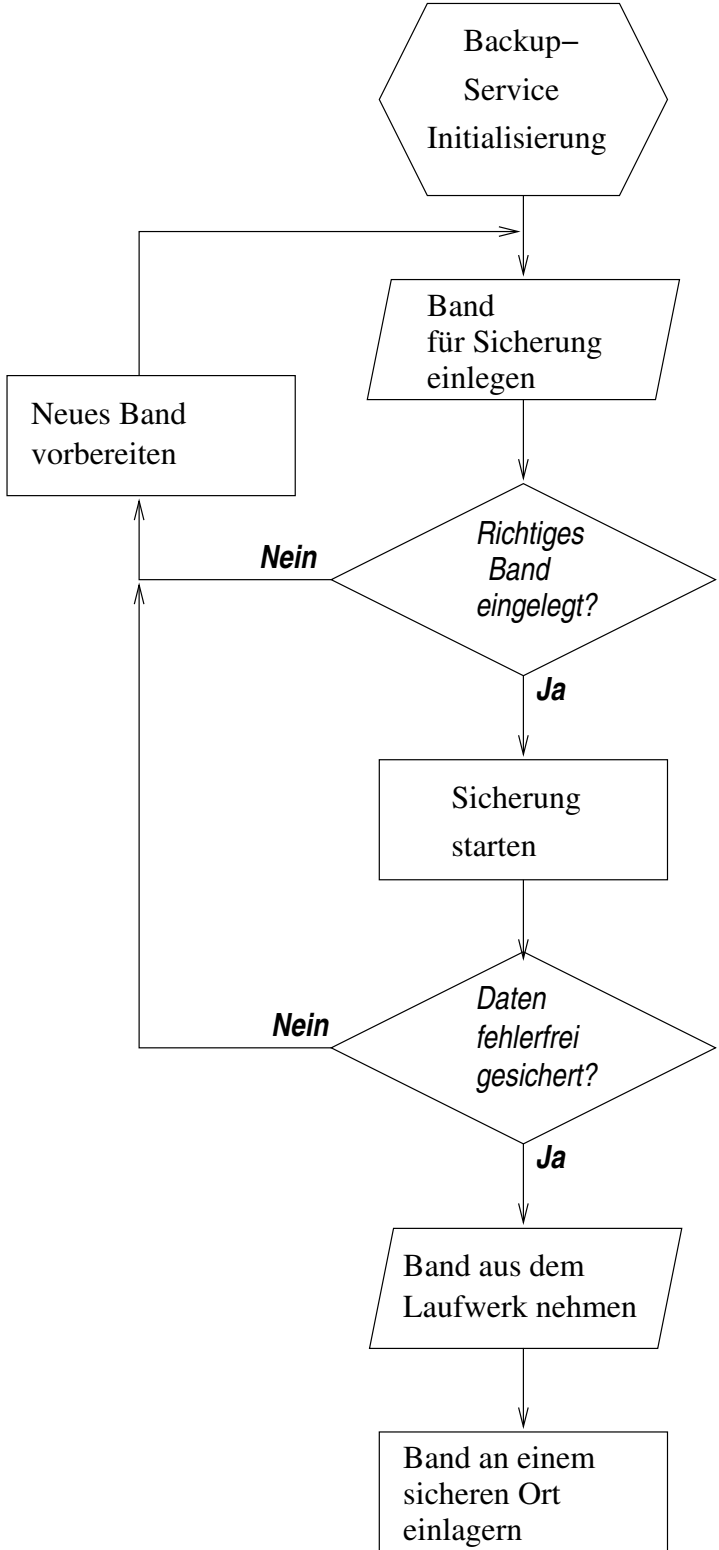 Backup–
Service
Initialisierung
Band
für Sicherung
einlegen
Neues Band
vorbereiten
Richtiges
Band
eingelegt?
Nein
Ja
Sicherung
starten
Daten
fehlerfrei
gesichert?
Nein
Ja
Band aus dem
Laufwerk nehmen
Band an einem
sicheren Ort
einlagern